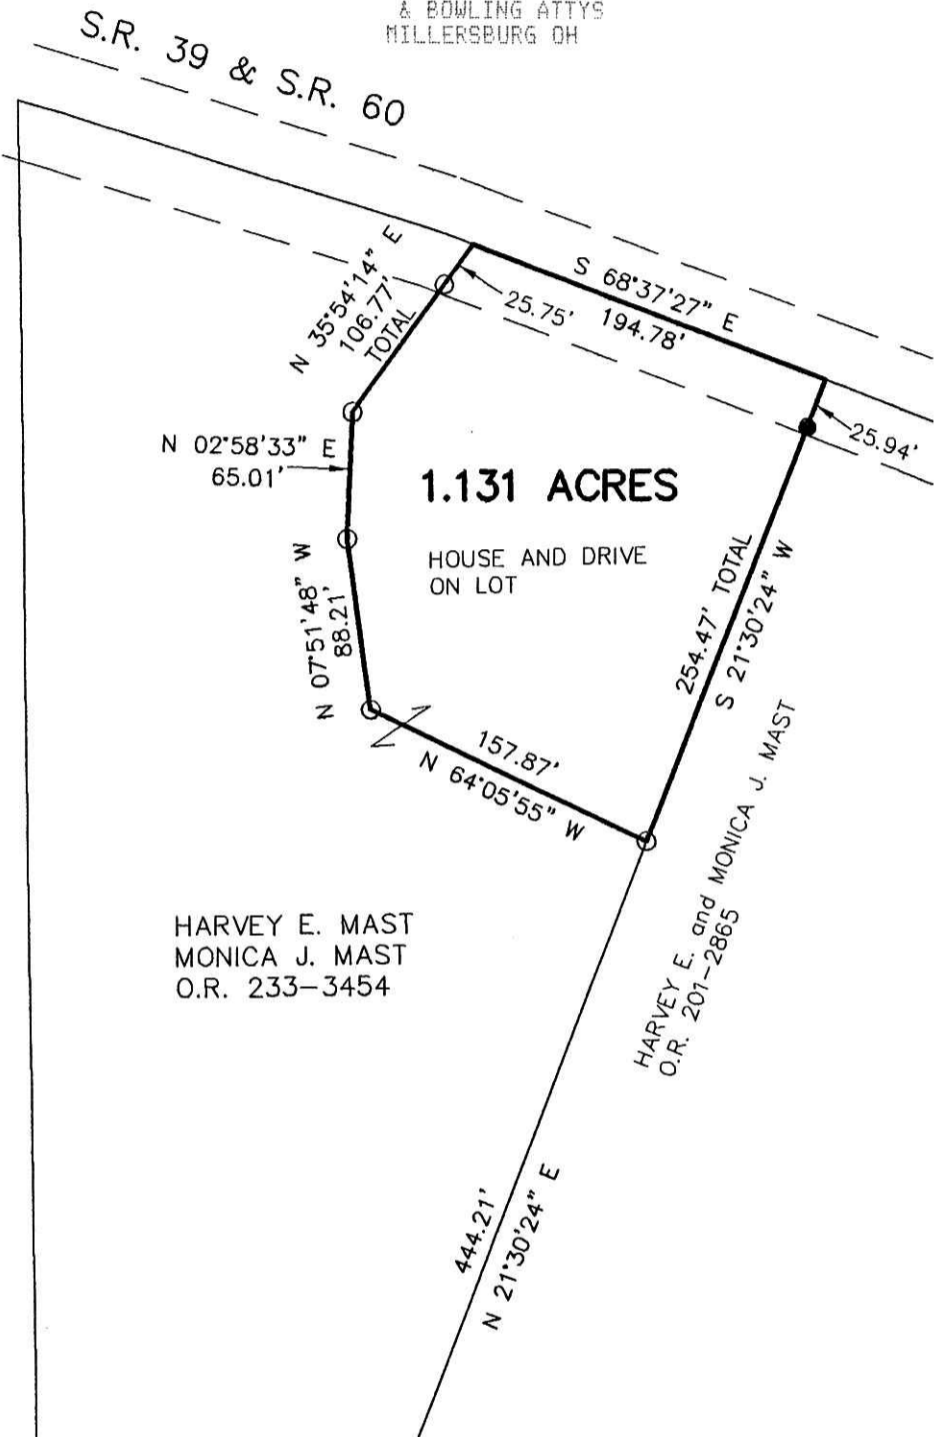 & BOWLING ATTYS
MILLERSBURG OH
S.R. 39 & S.R. 60
N 35°54'14" E
106.77'
TOTAL
25.75'
S 68°37'27" E
194.78'
25.94'
N 02°58'33" E
65.01'
1.131 ACRES
HOUSE AND DRIVE
ON LOT
N 07°51'48" W
88.21'
254.47' TOTAL
S 21°30'24" W
157.87'
N 64°05'55" W
HARVEY E. and MONICA J. MAST
O.R. 201-2865
HARVEY E. MAST
MONICA J. MAST
O.R. 233-3454
444.21'
N 21°30'24" E